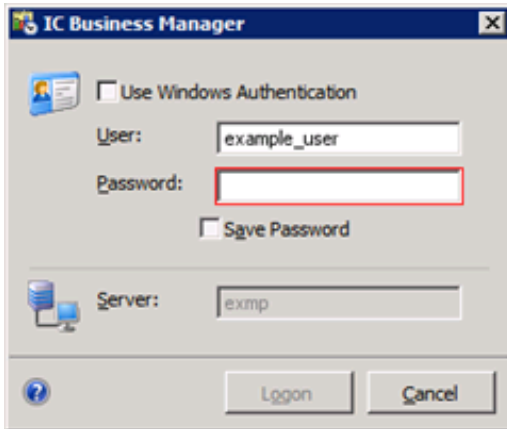 IC Business Manager
Use Windows Authentication
User: example_user
Password:
Save Password
Server: exmp
Logon Cancel